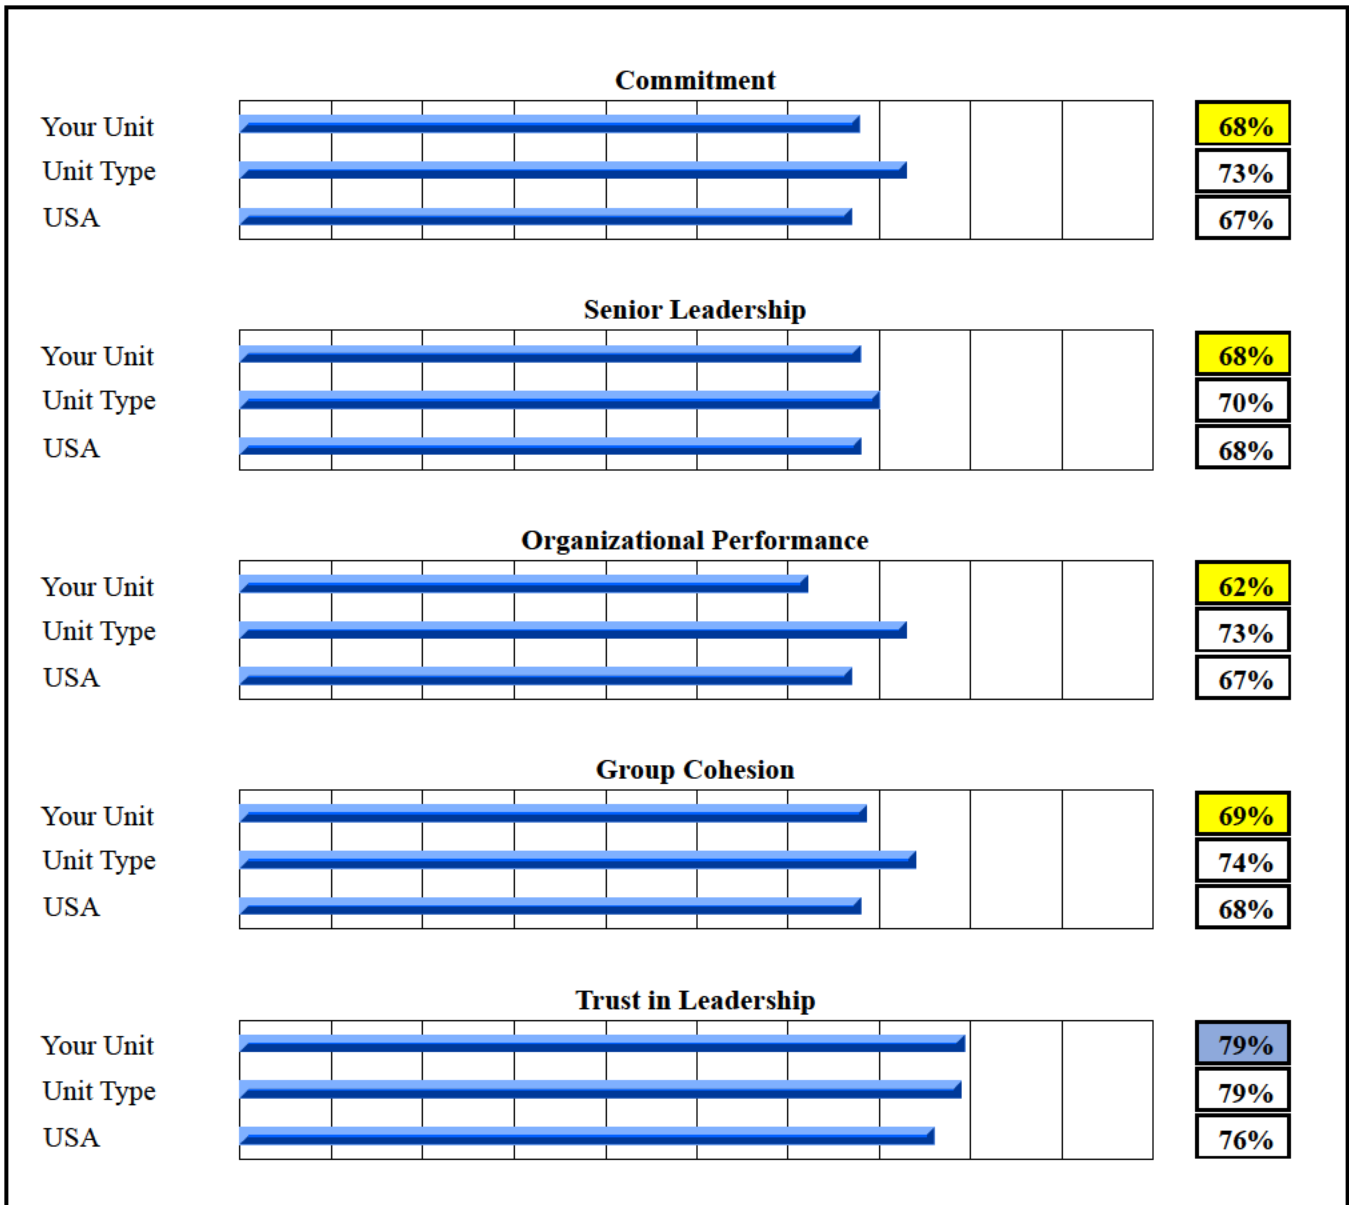 Commitment
Your Unit 68%
Unit Type 73%
USA 67%
Senior Leadership
Your Unit 68%
Unit Type 70%
USA 68%
Organizational Performance
Your Unit 62%
Unit Type 73%
USA 67%
Group Cohesion
Your Unit 69%
Unit Type 74%
USA 68%
Trust in Leadership
Your Unit 79%
Unit Type 79%
USA 76%